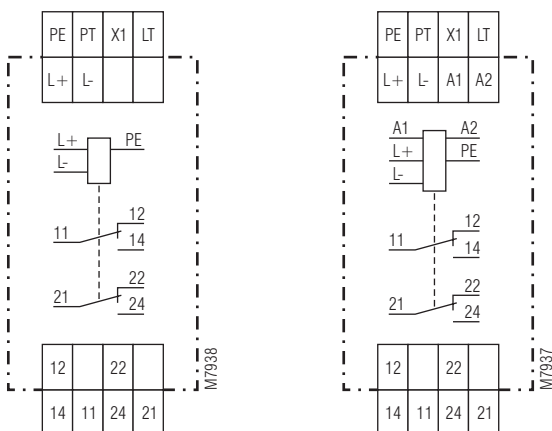 PE PT X1 LT
L+ L-
L+ PE
L-
12
11 14
22
21 24
12 22
14 11 24 21
M7938
PE PT X1 LT
L+ L- A1 A2
A1 A2
L+ PE
L-
12
11 14
22
21 24
12 22
14 11 24 21
M7937